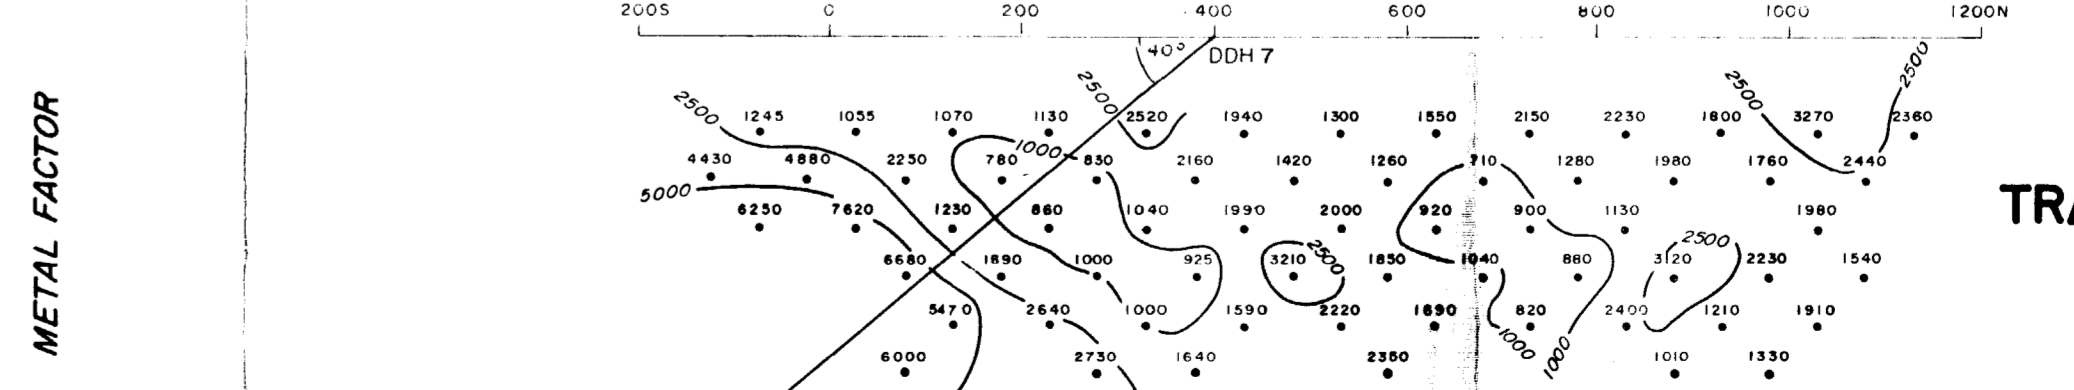 200S 0 200 400 600 800 1000 1200N
40° DDH 7
METAL FACTOR
2500 2500 2500 2500
1245 1055 1070 1130 2520 1940 1300 1550 2150 2230 1800 3270 2360
1000
4430 4880 2250 780 830 2160 1420 1260 710 1280 1980 1760 2440
5000
TRA
6250 7620 1230 860 1040 1990 2000 920 900 1130 1980
2500 2500
6680 1690 1000 925 3210 1850 1040 880 3120 2230 1540
5470 2640 1000 1590 2220 1690 820 2400 1210 1910
1000 1000
6000 2730 1640 2350 1010 1330